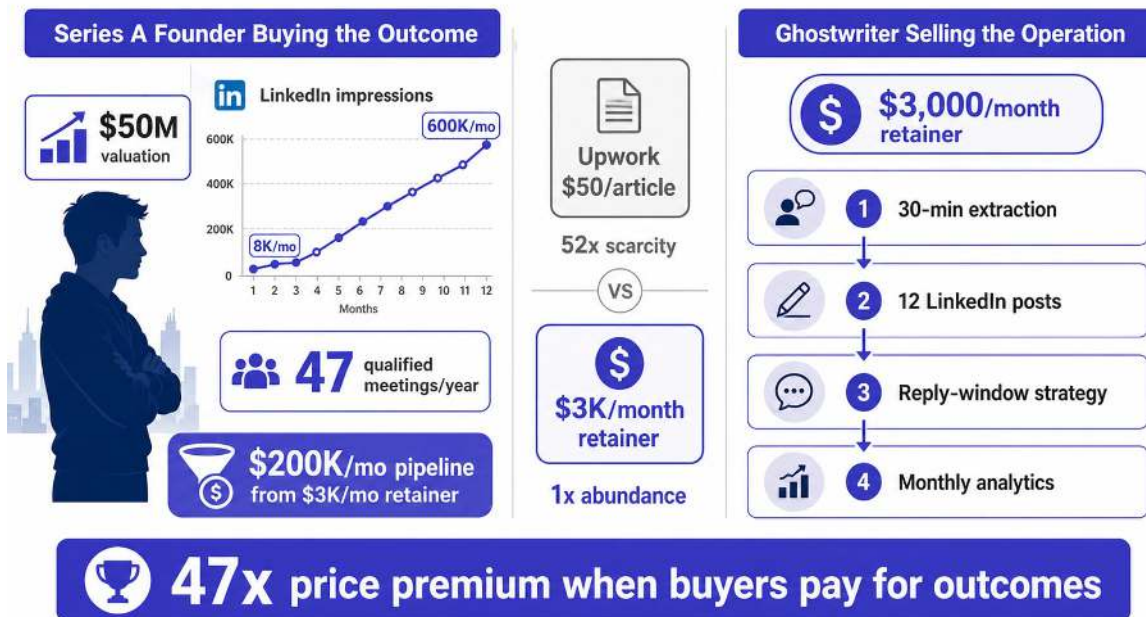 Series A Founder Buying the Outcome
$50M
valuation
in
LinkedIn impressions
600K
400K
200K
0
8K/mo
600K/mo
1 2 3 4 5 6 7 8 9 10 11 12
Months
47
qualified
meetings/year
$
$200K/mo pipeline
from $3K/mo retainer
Upwork
$50/article
52x scarcity
VS
$
$3K/month
retainer
1x abundance
Ghostwriter Selling the Operation
$
$3,000/month
retainer
1 30-min extraction
2 12 LinkedIn posts
3 Reply-window strategy
4 Monthly analytics
47x price premium when buyers pay for outcomes